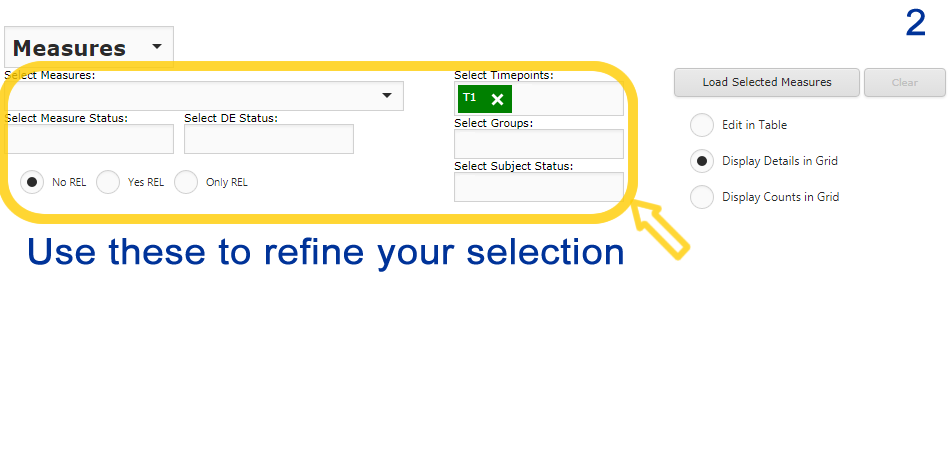 2
Measures
Select Measures:
Select Timepoints:
T1
Load Selected Measures
Clear
Select Measure Status:
Select DE Status:
Select Groups:
Edit in Table
Display Details in Grid
Select Subject Status:
No REL
Yes REL
Only REL
Display Counts in Grid
Use these to refine your selection